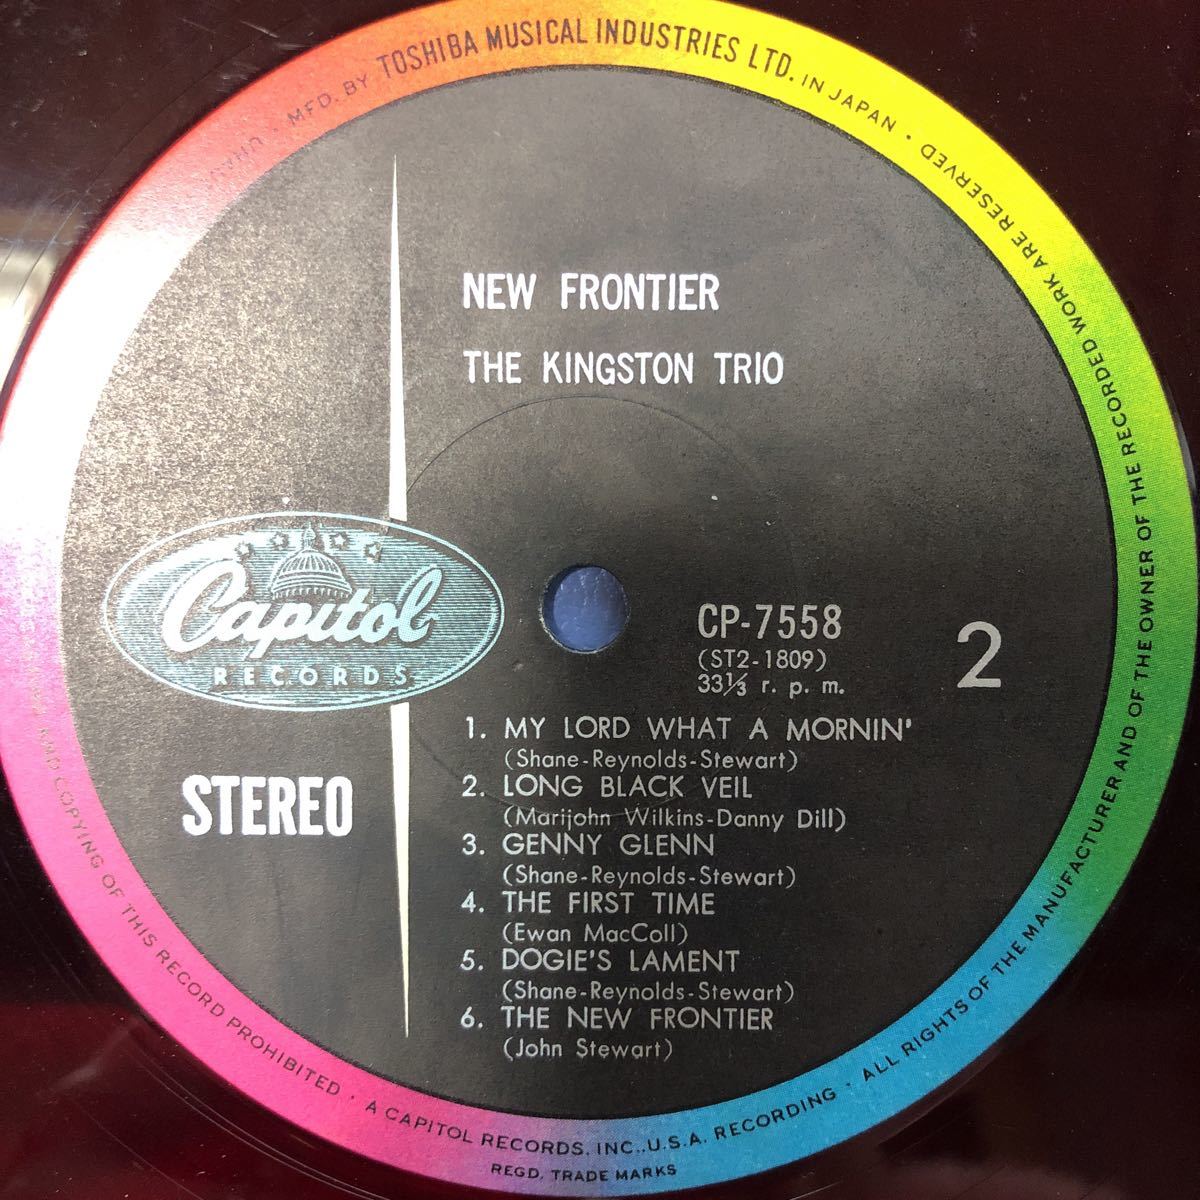 MFD. BY TOSHIBA MUSICAL INDUSTRIES LTD. IN JAPAN •
NEW FRONTIER
THE KINGSTON TRIO
Capitol
RECORDS
STEREO
CP-7558
(ST2-1809)
33⅓ r. p. m.
2
1. MY LORD WHAT A MORNIN'
(Shane-Reynolds-Stewart)
2. LONG BLACK VEIL
(Marijohn Wilkins-Danny Dill)
3. GENNY GLENN
(Shane-Reynolds-Stewart)
4. THE FIRST TIME
(Ewan MacColl)
5. DOGIE'S LAMENT
(Shane-Reynolds-Stewart)
6. THE NEW FRONTIER
(John Stewart)
AND COPYING OF THIS RECORD PROHIBITED • A CAPITOL RECORDS, INC., U.S.A. RECORDING • ALL RIGHTS OF THE MANUFACTURER AND OF THE OWNER OF THE RECORDED WORK ARE RESERVED •
REGD. TRADE MARKS